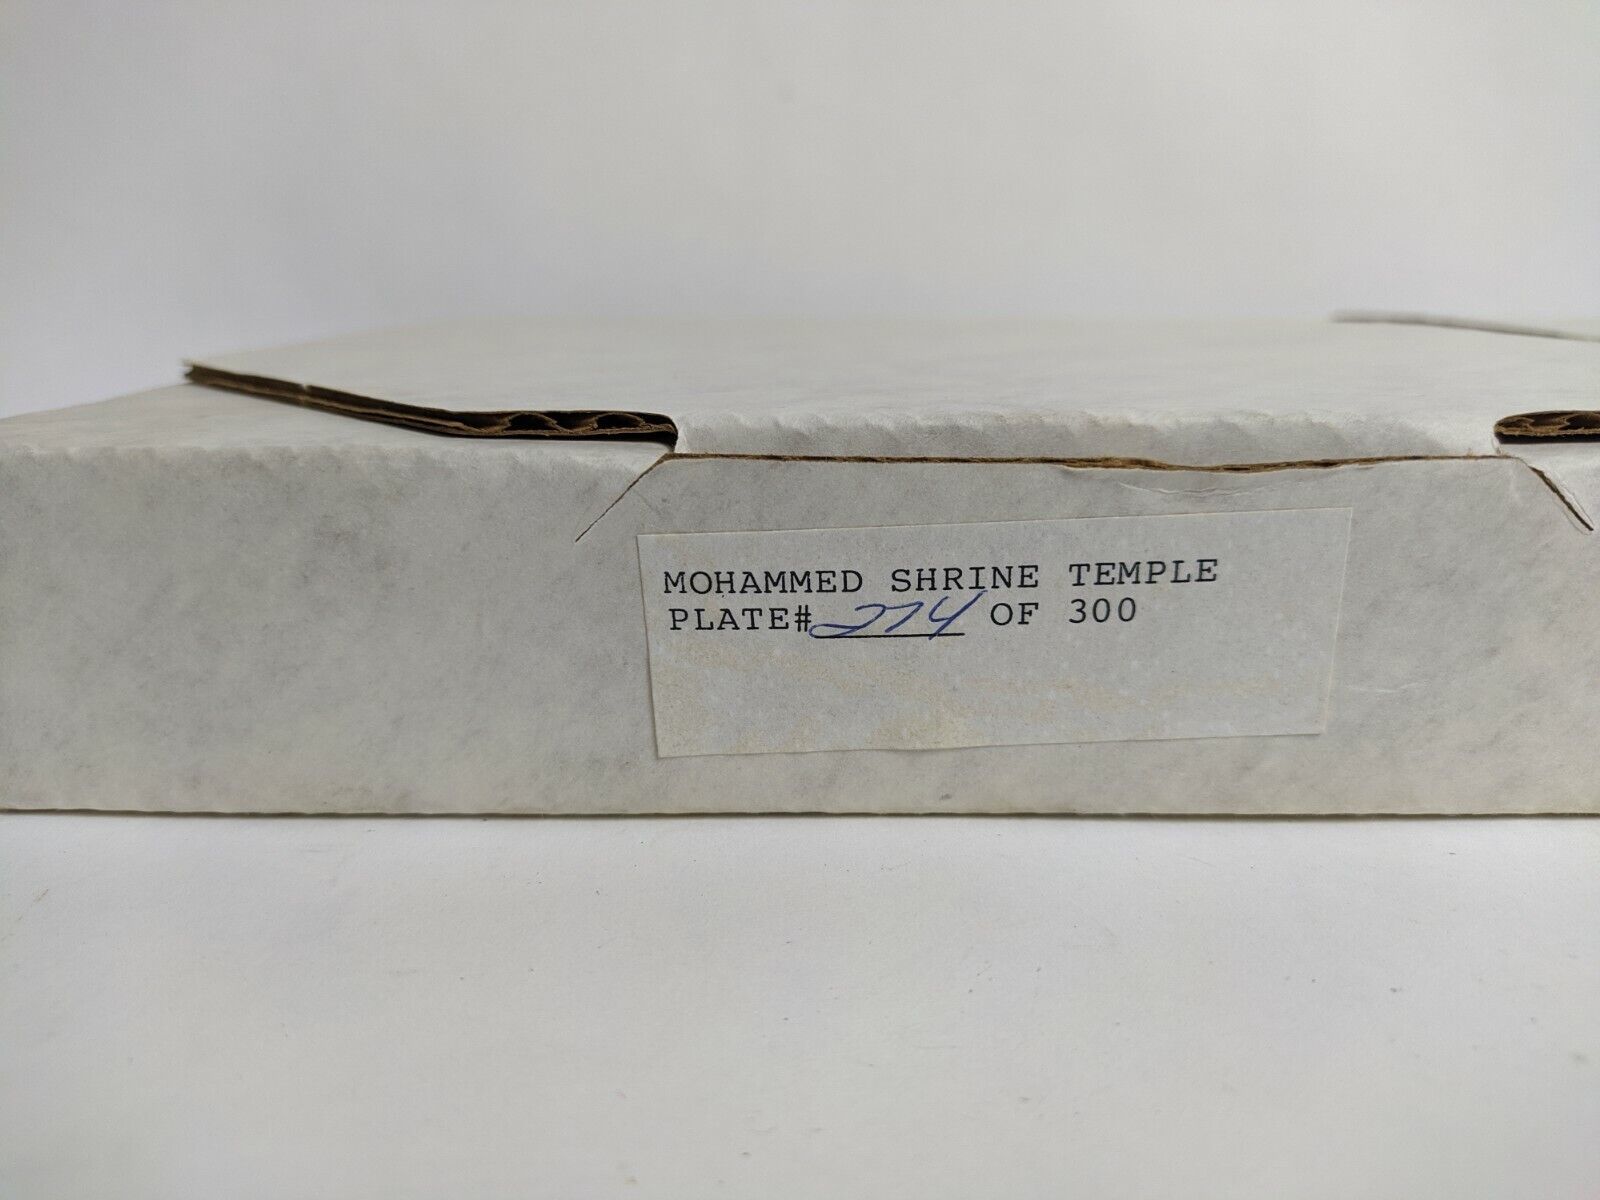 MOHAMMED SHRINE TEMPLE
PLATE# 274 OF 300